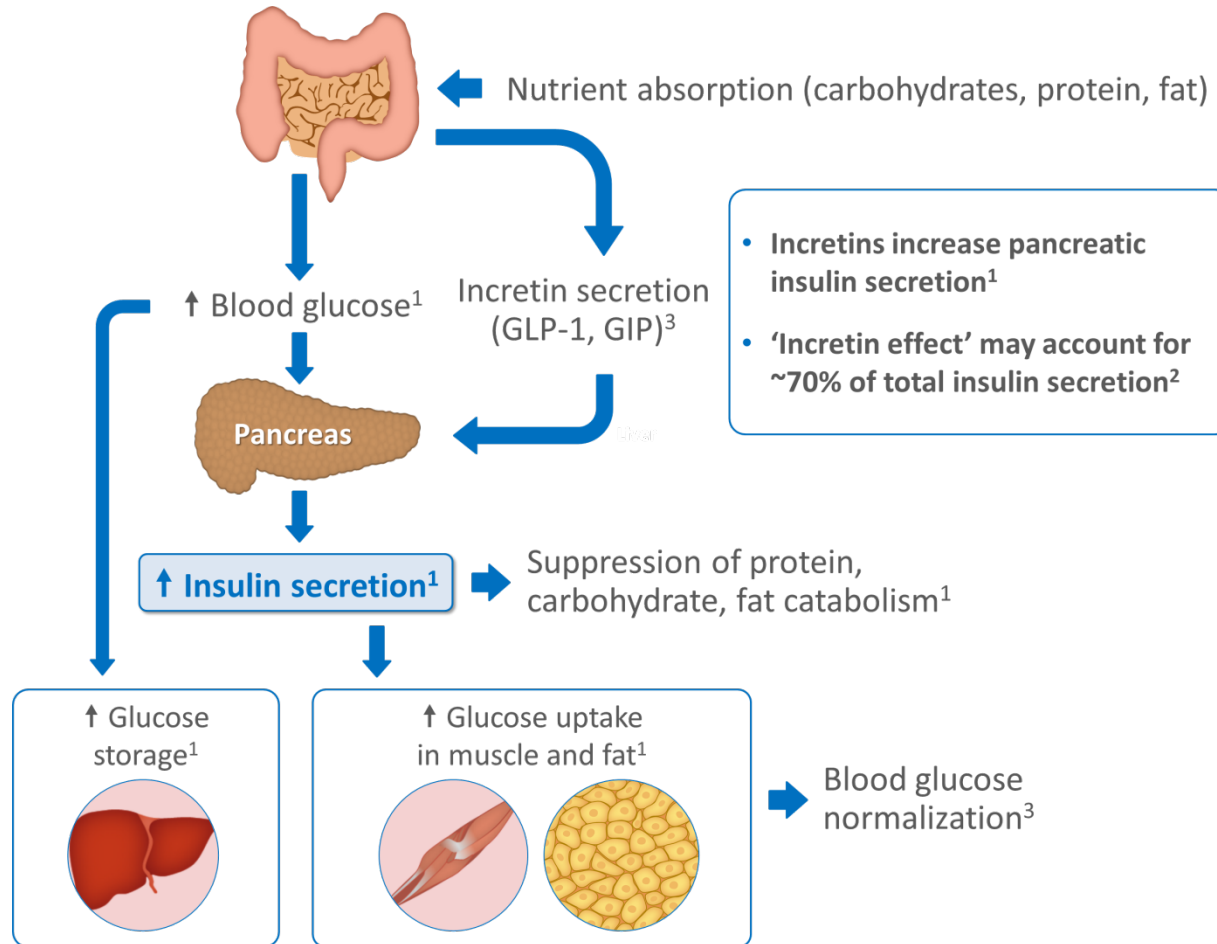 Nutrient absorption (carbohydrates, protein, fat)
• Incretins increase pancreatic
insulin secretion¹
• ‘Incretin effect’ may account for
~70% of total insulin secretion²
↑ Blood glucose¹
Incretin secretion
(GLP-1, GIP)³
Pancreas
↑ Insulin secretion¹
Suppression of protein,
carbohydrate, fat catabolism¹
↑ Glucose
storage¹
↑ Glucose uptake
in muscle and fat¹
Blood glucose
normalization³